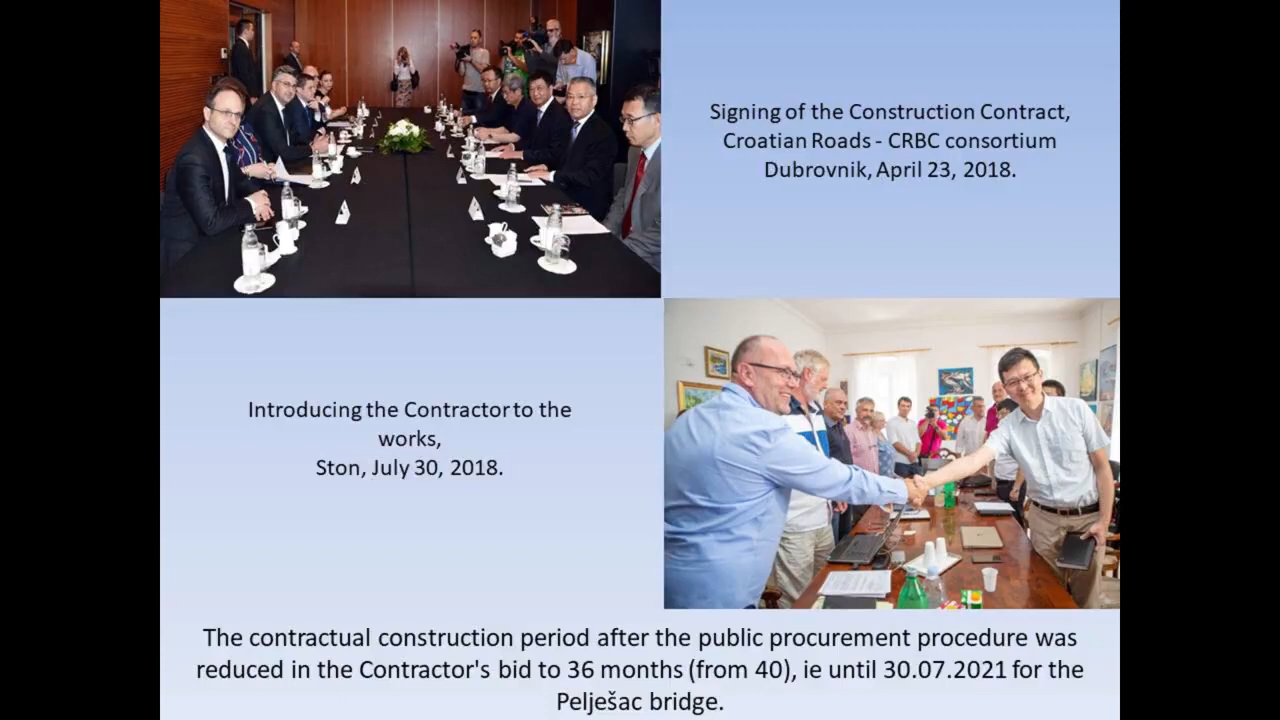 Signing of the Construction Contract,
Croatian Roads - CRBC consortium
Dubrovnik, April 23, 2018.
Introducing the Contractor to the
works,
Ston, July 30, 2018.
The contractual construction period after the public procurement procedure was
reduced in the Contractor's bid to 36 months (from 40), ie until 30.07.2021 for the
Pelješac bridge.